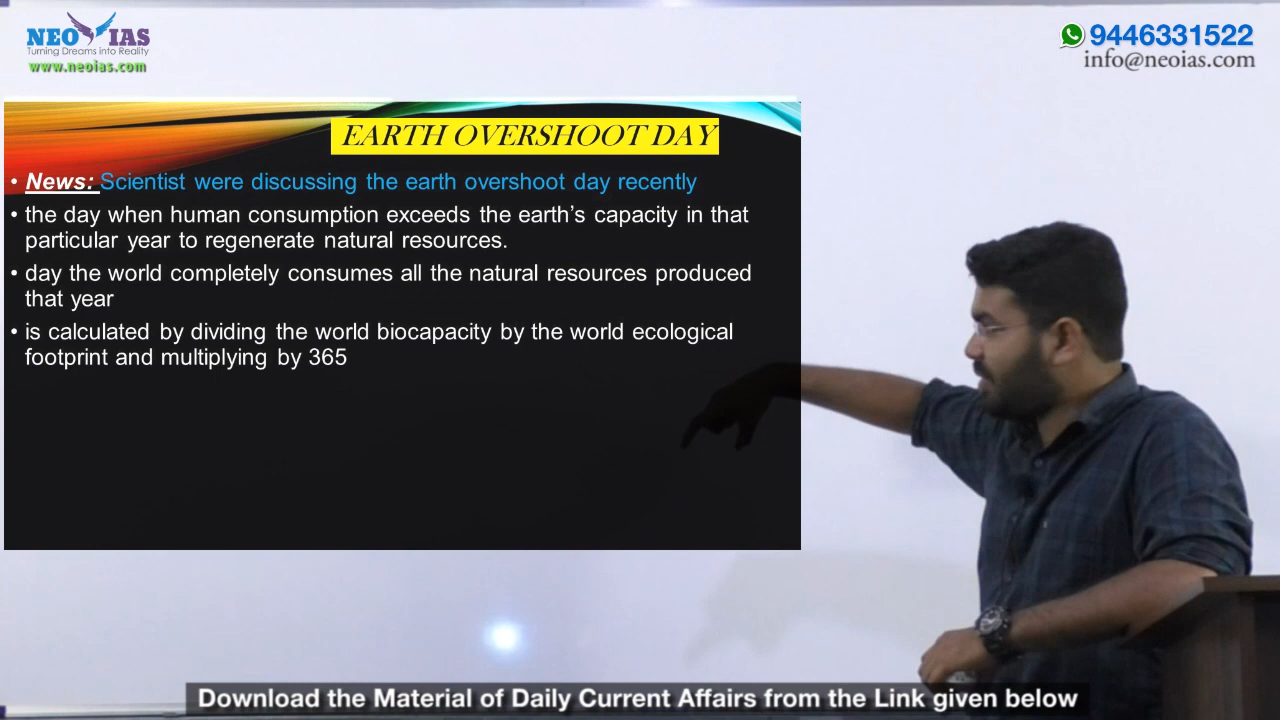 NEO IAS
Turning Dreams into Reality
www.neoias.com
9446331522
info@neoias.com
EARTH OVERSHOOT DAY
• News: Scientist were discussing the earth overshoot day recently
• the day when human consumption exceeds the earth's capacity in that
particular year to regenerate natural resources.
• day the world completely consumes all the natural resources produced
that year
• is calculated by dividing the world biocapacity by the world ecological
footprint and multiplying by 365
Download the Material of Daily Current Affairs from the Link given below